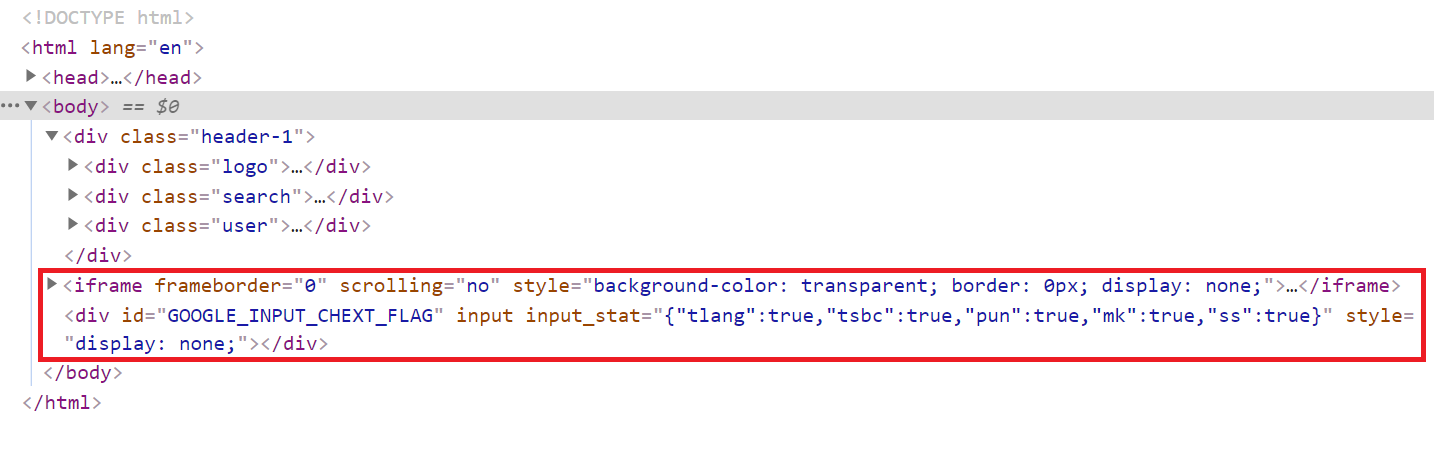 <!DOCTYPE html>
<html lang="en">
<head>…</head>
<body> == $0
<div class="header-1">
<div class="logo">…</div>
<div class="search">…</div>
<div class="user">…</div>
</div>
<iframe frameborder="0" scrolling="no" style="background-color: transparent; border: 0px; display: none;">…</iframe>
<div id="GOOGLE_INPUT_CHEXT_FLAG" input input_stat="{"tlang":true,"tsbc":true,"pun":true,"mk":true,"ss":true}" style=
"display: none;"></div>
</body>
</html>